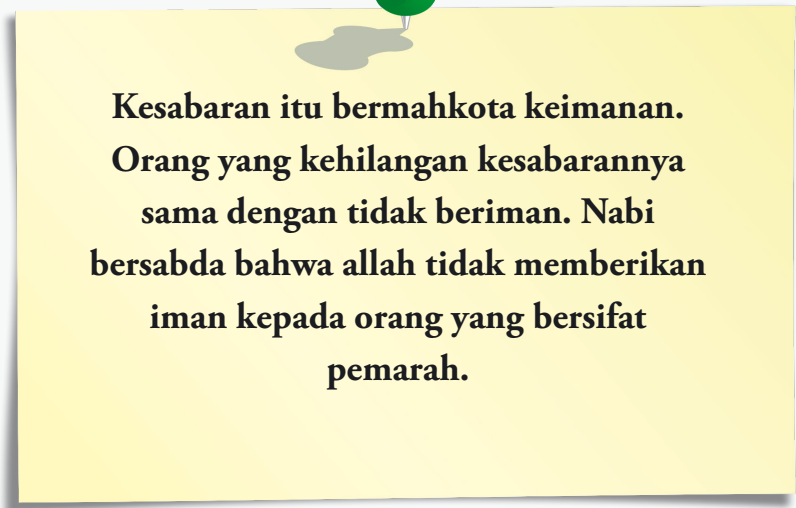 Kesabaran itu bermahkota keimanan.
Orang yang kehilangan kesabarannya
sama dengan tidak beriman. Nabi
bersabda bahwa allah tidak memberikan
iman kepada orang yang bersifat
pemarah.